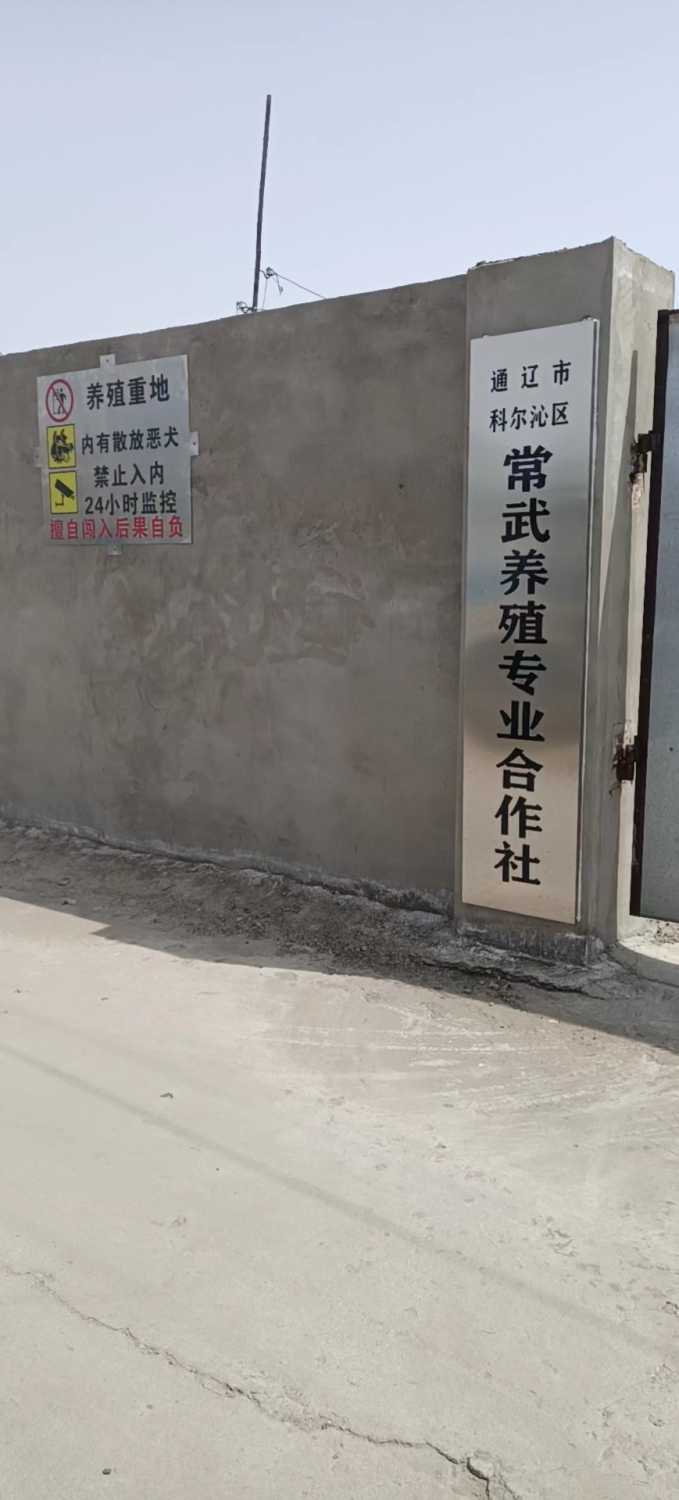 养殖重地
内有散放恶犬
禁止入内
24小时监控
擅自闯入后果自负
通辽市
科尔沁区
常武养殖专业合作社